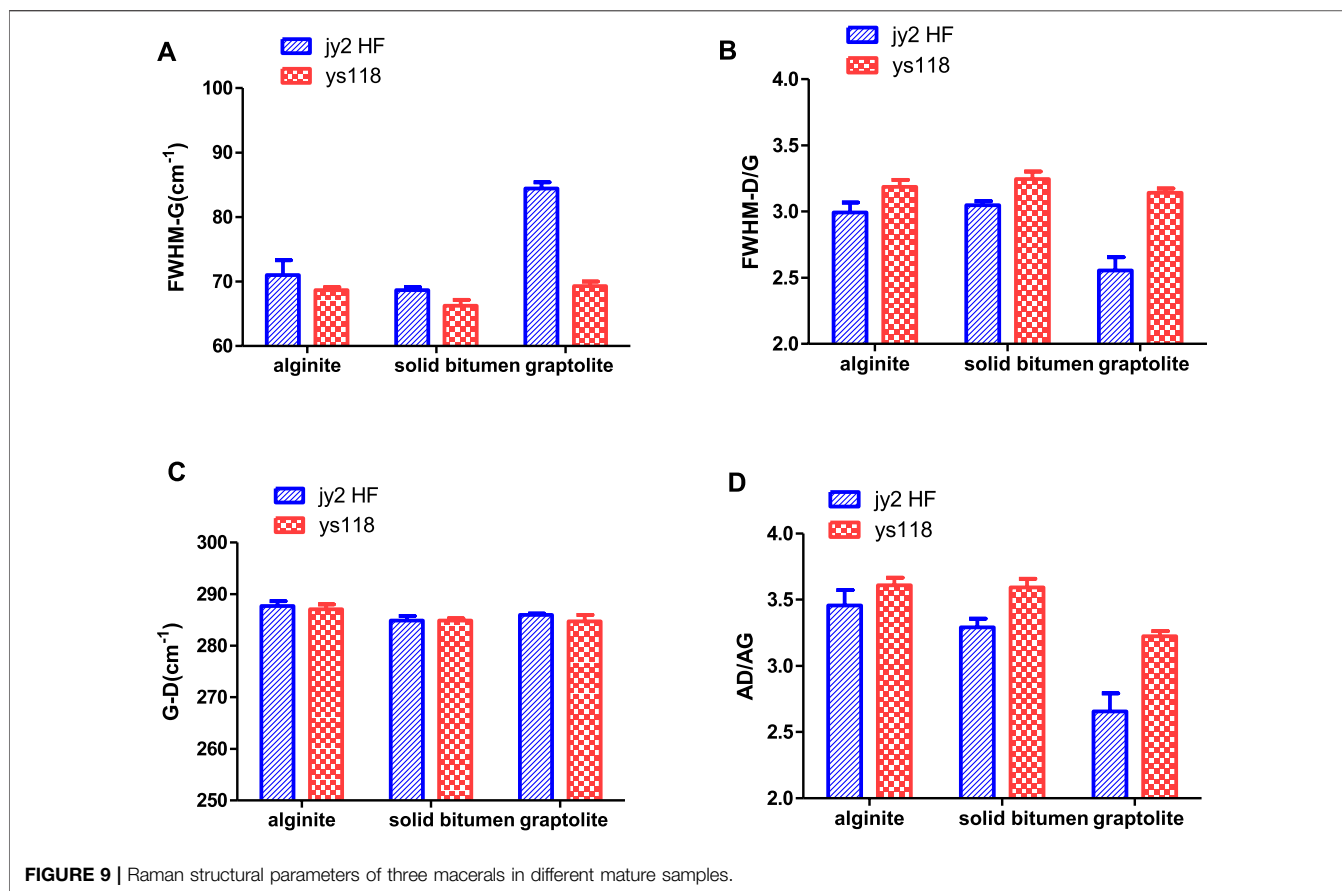 A
jy2 HF
ys118
FWHM-G(cm⁻¹)
100
90
80
70
60
alginite solid bitumen graptolite
B
jy2 HF
ys118
FWHM-D/G
4.0
3.5
3.0
2.5
2.0
alginite solid bitumen graptolite
C
jy2 HF
ys118
G-D(cm⁻¹)
300
290
280
270
260
250
alginite solid bitumen graptolite
D
jy2 HF
ys118
AD/AG
4.0
3.5
3.0
2.5
2.0
alginite solid bitumen graptolite
FIGURE 9 | Raman structural parameters of three macerals in different mature samples.